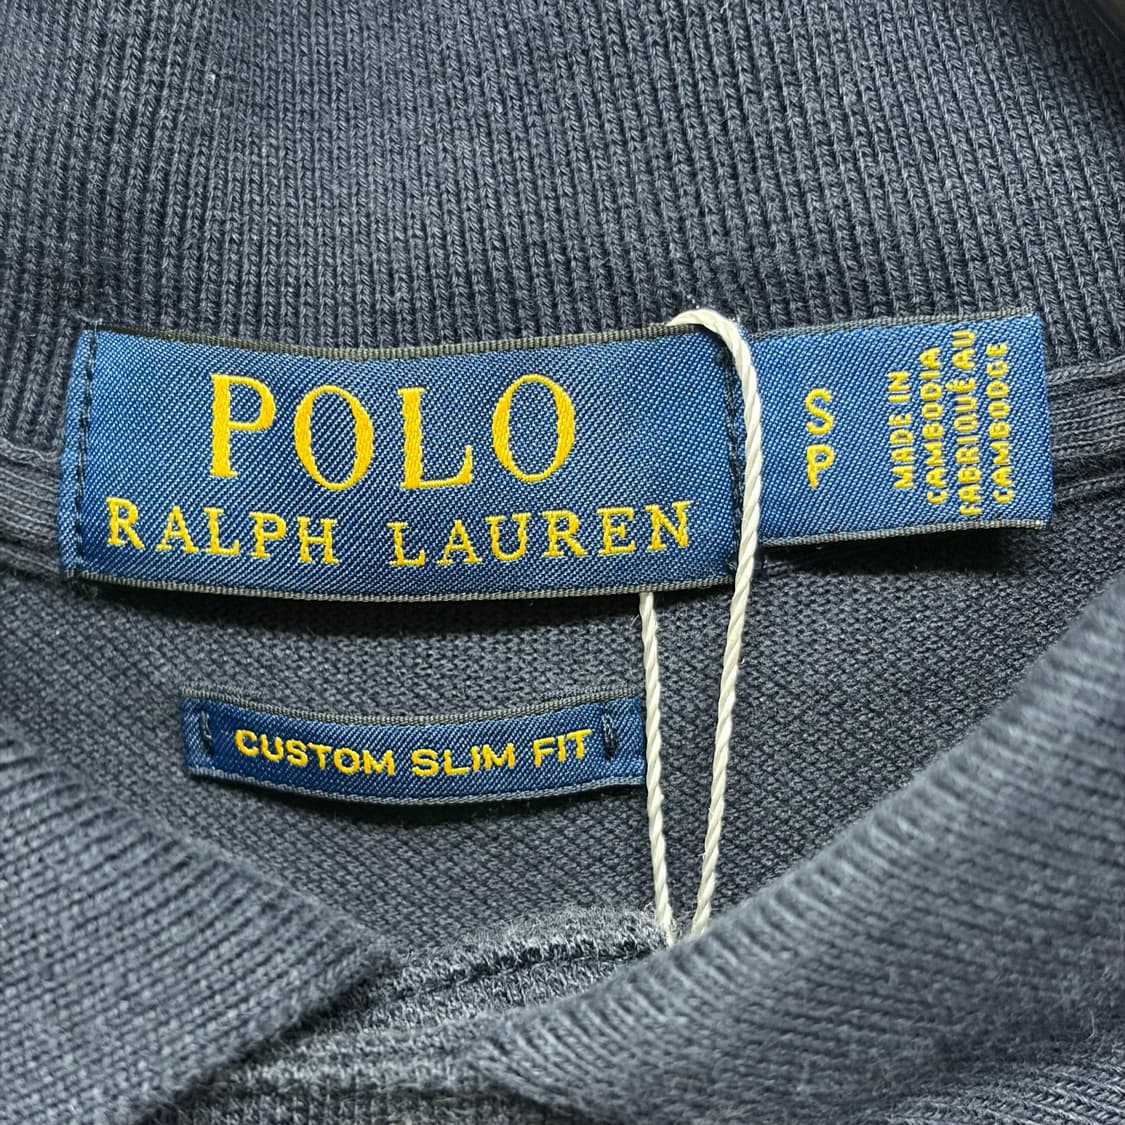 POLO
RALPH LAUREN
S
P
MADE IN
CAMBODIA
FABRIQUÉ AU
CAMBODGE
CUSTOM SLIM FIT